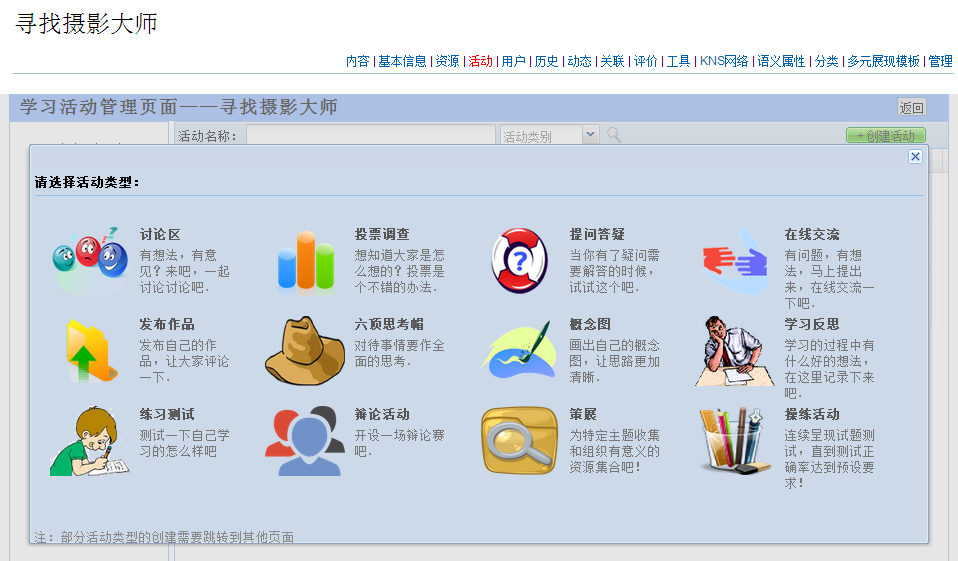 寻找摄影大师
内容 | 基本信息 | 资源 | 活动 | 用户 | 历史 | 动态 | 关联 | 评价 | 工具 | KNS网络 | 语义属性 | 分类 | 多元展现模板 | 管理
学习活动管理页面——寻找摄影大师
返回
活动名称：
活动类别
+创建活动
请选择活动类型：
讨论区
有想法，有意
见？来吧，一起
讨论讨论吧．
投票调查
想知道大家是怎
么想的？投票是
个不错的办法．
提问答疑
当你有了疑问需
要解答的时候，
试试这个吧．
在线交流
有问题，有想
法，马上提出
来，在线交流一
下吧．
发布作品
发布自己的作
品，让大家评论
一下．
六顶思考帽
对待事情要作全
面的思考．
概念图
画出自己的概念
图，让思路更加
清晰．
学习反思
学习的过程中有
什么好的想法，
在这里记录下来
吧．
练习测试
测试一下自己学
习的怎么样吧
辩论活动
开设一场辩论赛
吧．
策展
为特定主题收集
和组织有意义的
资源集合吧！
操练活动
连续呈现试题测
试，直到测试正
确率达到预设要
求！
注：部分活动类型的创建需要跳转到其他页面